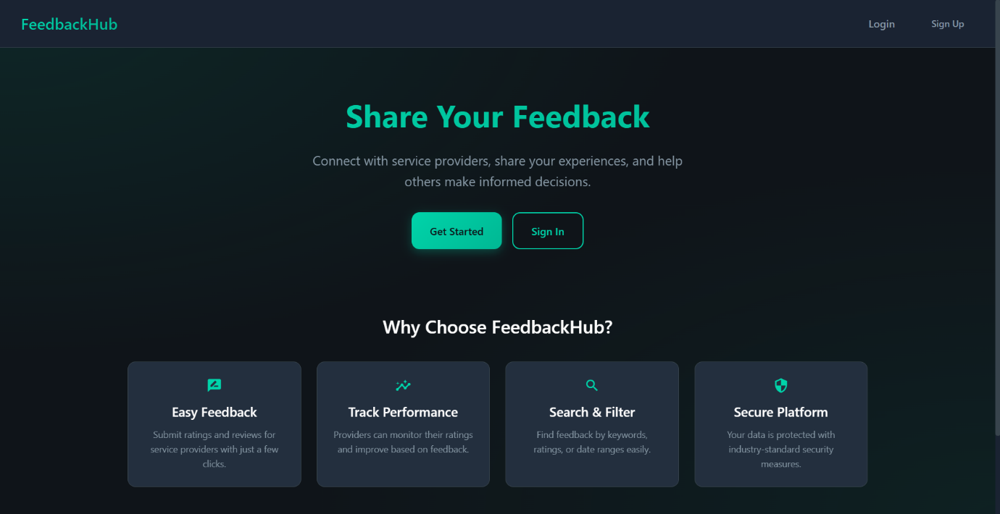 FeedbackHub
Login
Sign Up
Share Your Feedback
Connect with service providers, share your experiences, and help
others make informed decisions.
Get Started
Sign In
Why Choose FeedbackHub?
Easy Feedback
Submit ratings and reviews for
service providers with just a few
clicks.
Track Performance
Providers can monitor their ratings
and improve based on feedback.
Search & Filter
Find feedback by keywords,
ratings, or date ranges easily.
Secure Platform
Your data is protected with
industry-standard security
measures.